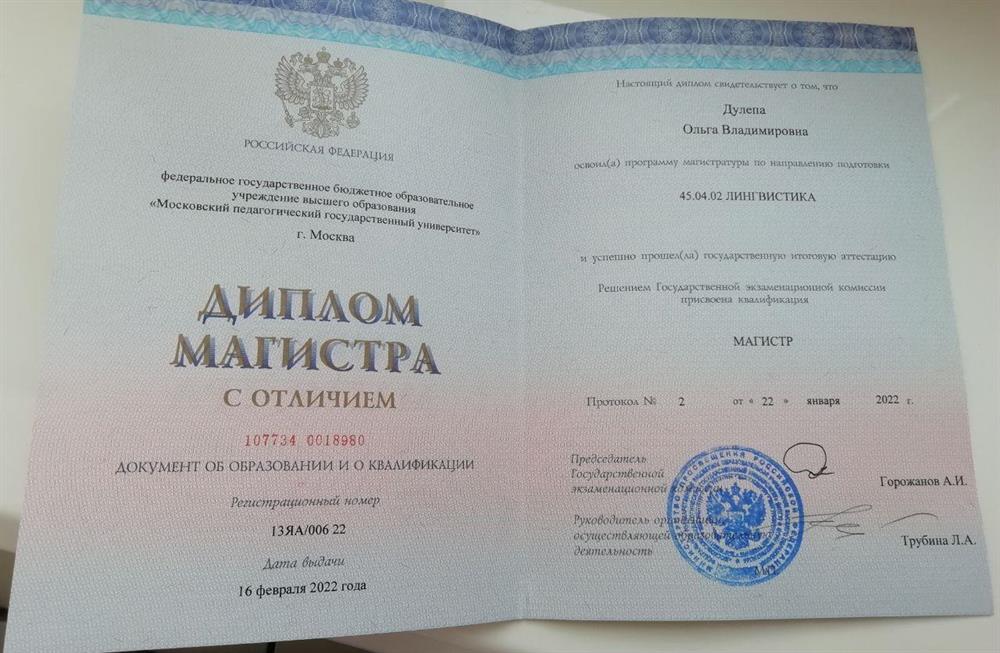 РОССИЙСКАЯ ФЕДЕРАЦИЯ
федеральное государственное бюджетное образовательное
учреждение высшего образования
«Московский педагогический государственный университет»
г. Москва
ДИПЛОМ
МАГИСТРА
С ОТЛИЧИЕМ
107734 0018980
ДОКУМЕНТ ОБ ОБРАЗОВАНИИ И О КВАЛИФИКАЦИИ
Регистрационный номер
13ЯА/006 22
Дата выдачи
16 февраля 2022 года
Настоящий диплом свидетельствует о том, что
Дулепа
Ольга Владимировна
освоил(а) программу магистратуры по направлению подготовки
45.04.02 ЛИНГВИСТИКА
и успешно прошел(ла) государственную итоговую аттестацию
Решением Государственной экзаменационной комиссии
присвоена квалификация
МАГИСТР
Протокол № 2 от « 22 » января 2022 г.
Председатель
Государственной
экзаменационной
Горожанов А.И.
Руководитель организации,
осуществляющей образовательную
деятельность
Трубина Л.А.
М.П.